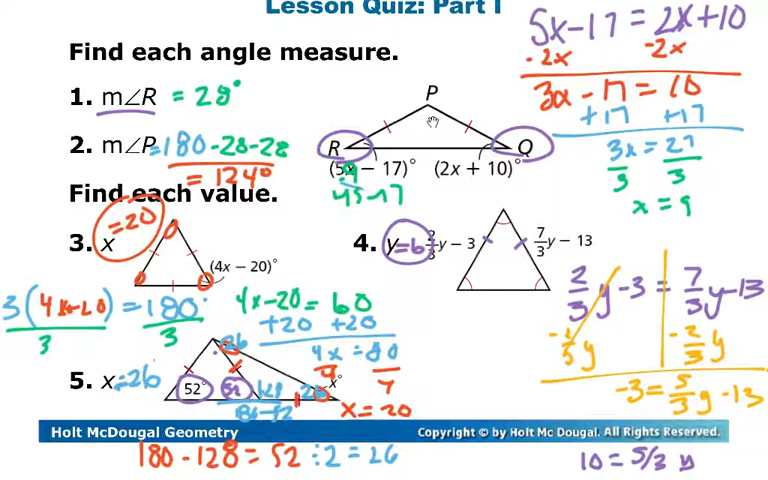 Lesson Quiz: Part I
5x-17 = 2x+10
-2x -2x
Find each angle measure.
1. m∠R = 28°
3x - 17 = 10
+17 +17
P
2. m∠P = 180-28-28
= 124°
R Q
(5x − 17)° (2x + 10)°
.9
45-17
3x = 27
3 3
x = 9
Find each value.
3. x = 20
(4x − 20)°
4. y = 6
2/3 y − 3
7/3 y − 13
2/3 y - 3 = 7/3 y - 13
-2/3 y -2/3 y
-3 = 5/3 y - 13
3(4x-20) = 180°
3 3
4x-20 = 60
+20 +20
4x = 80
4 4
x = 20
5. x = 26
26
52° 52 128 26 x°
180 - 128 = 52 ÷2 = 26
10 = 5/3 y
Holt McDougal Geometry
Copyright © by Holt Mc Dougal. All Rights Reserved.